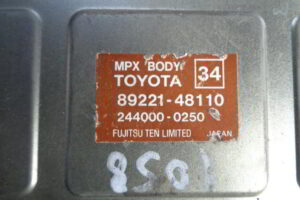 MPX BODY 34
TOYOTA
89221-48110
244000-0250
FUJITSU TEN LIMITED JAPAN